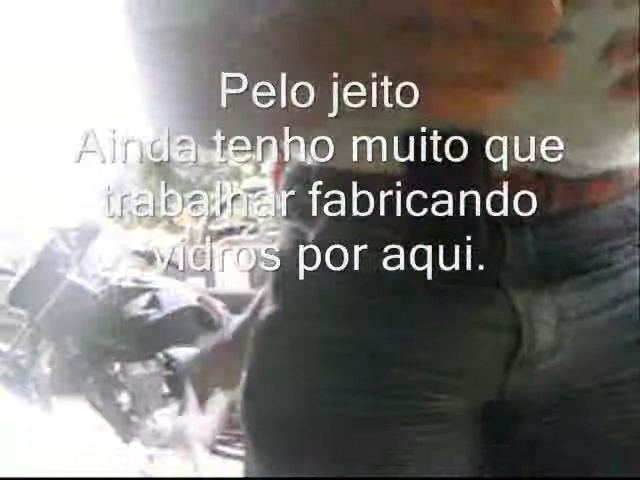 Pelo jeito
Ainda tenho muito que
trabalhar fabricando
vidros por aqui.